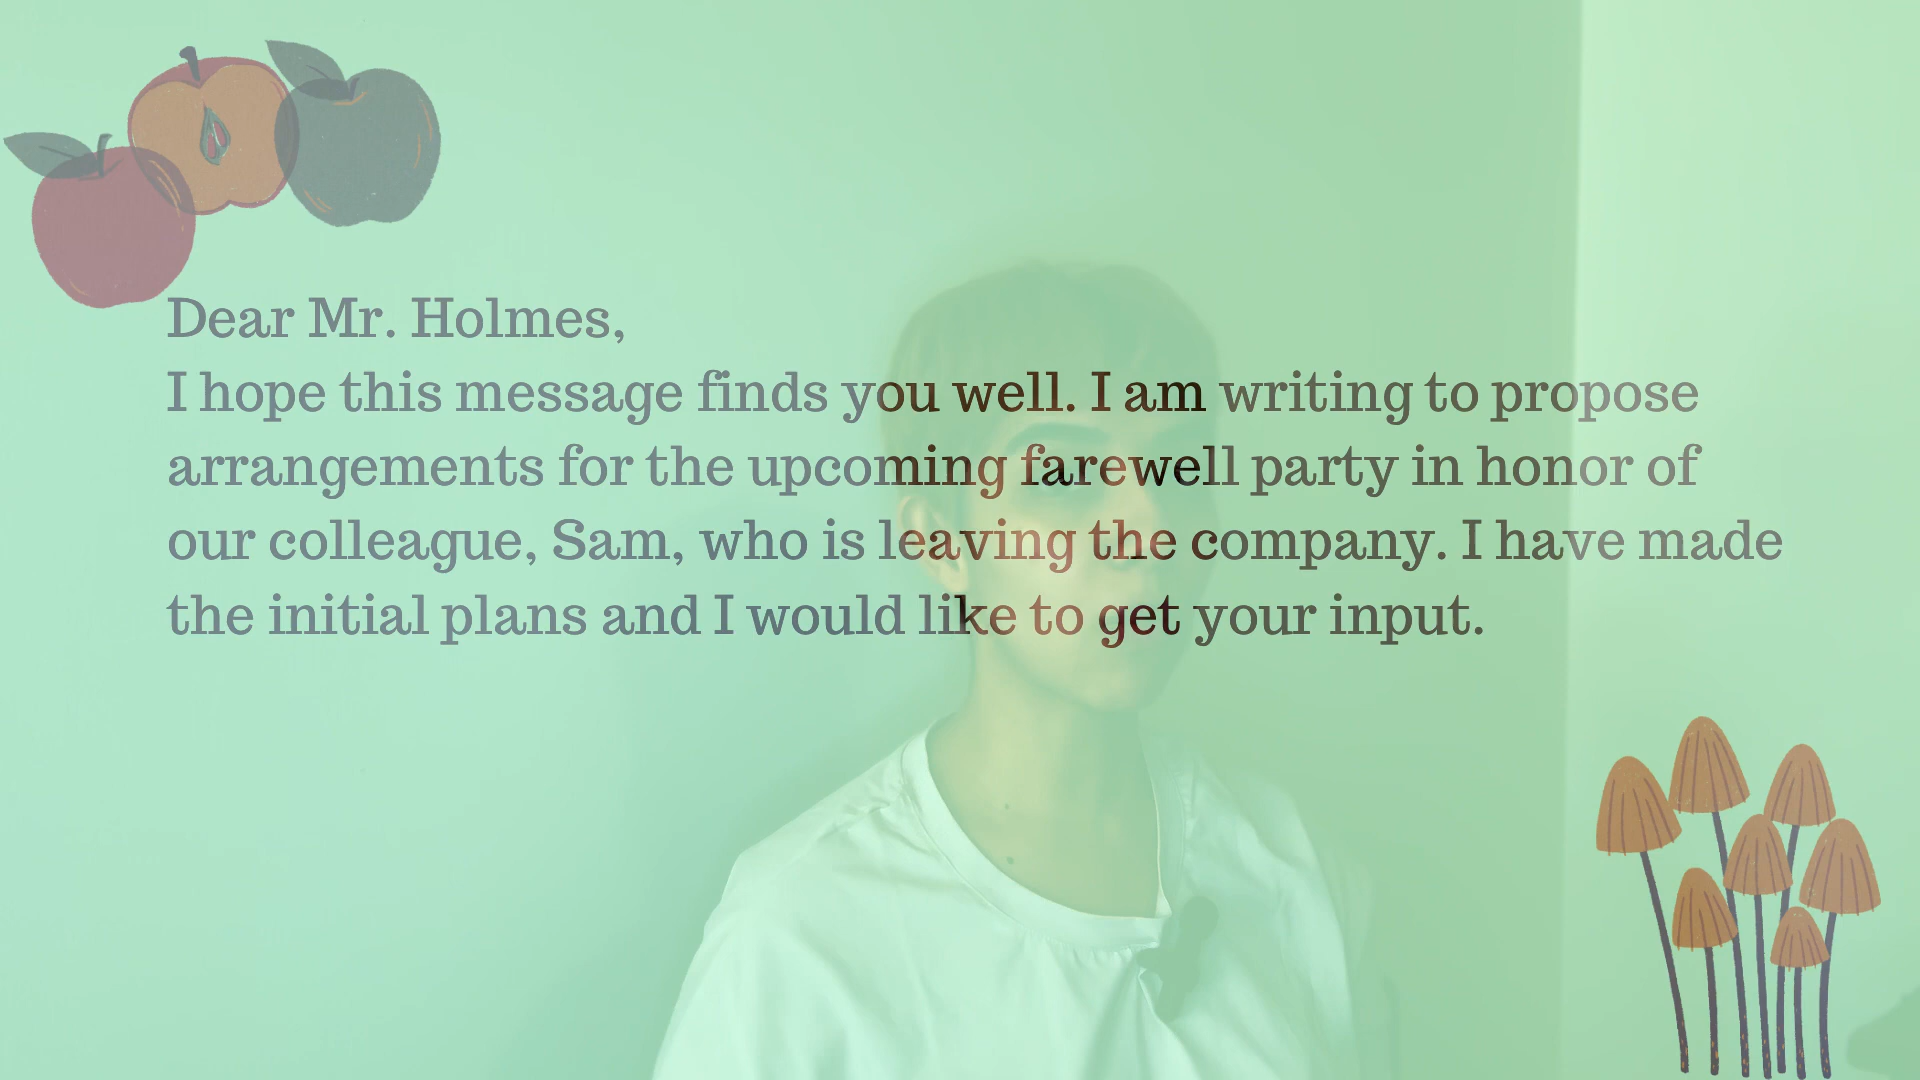 Dear Mr. Holmes,
I hope this message finds you well. I am writing to propose
arrangements for the upcoming farewell party in honor of
our colleague, Sam, who is leaving the company. I have made
the initial plans and I would like to get your input.